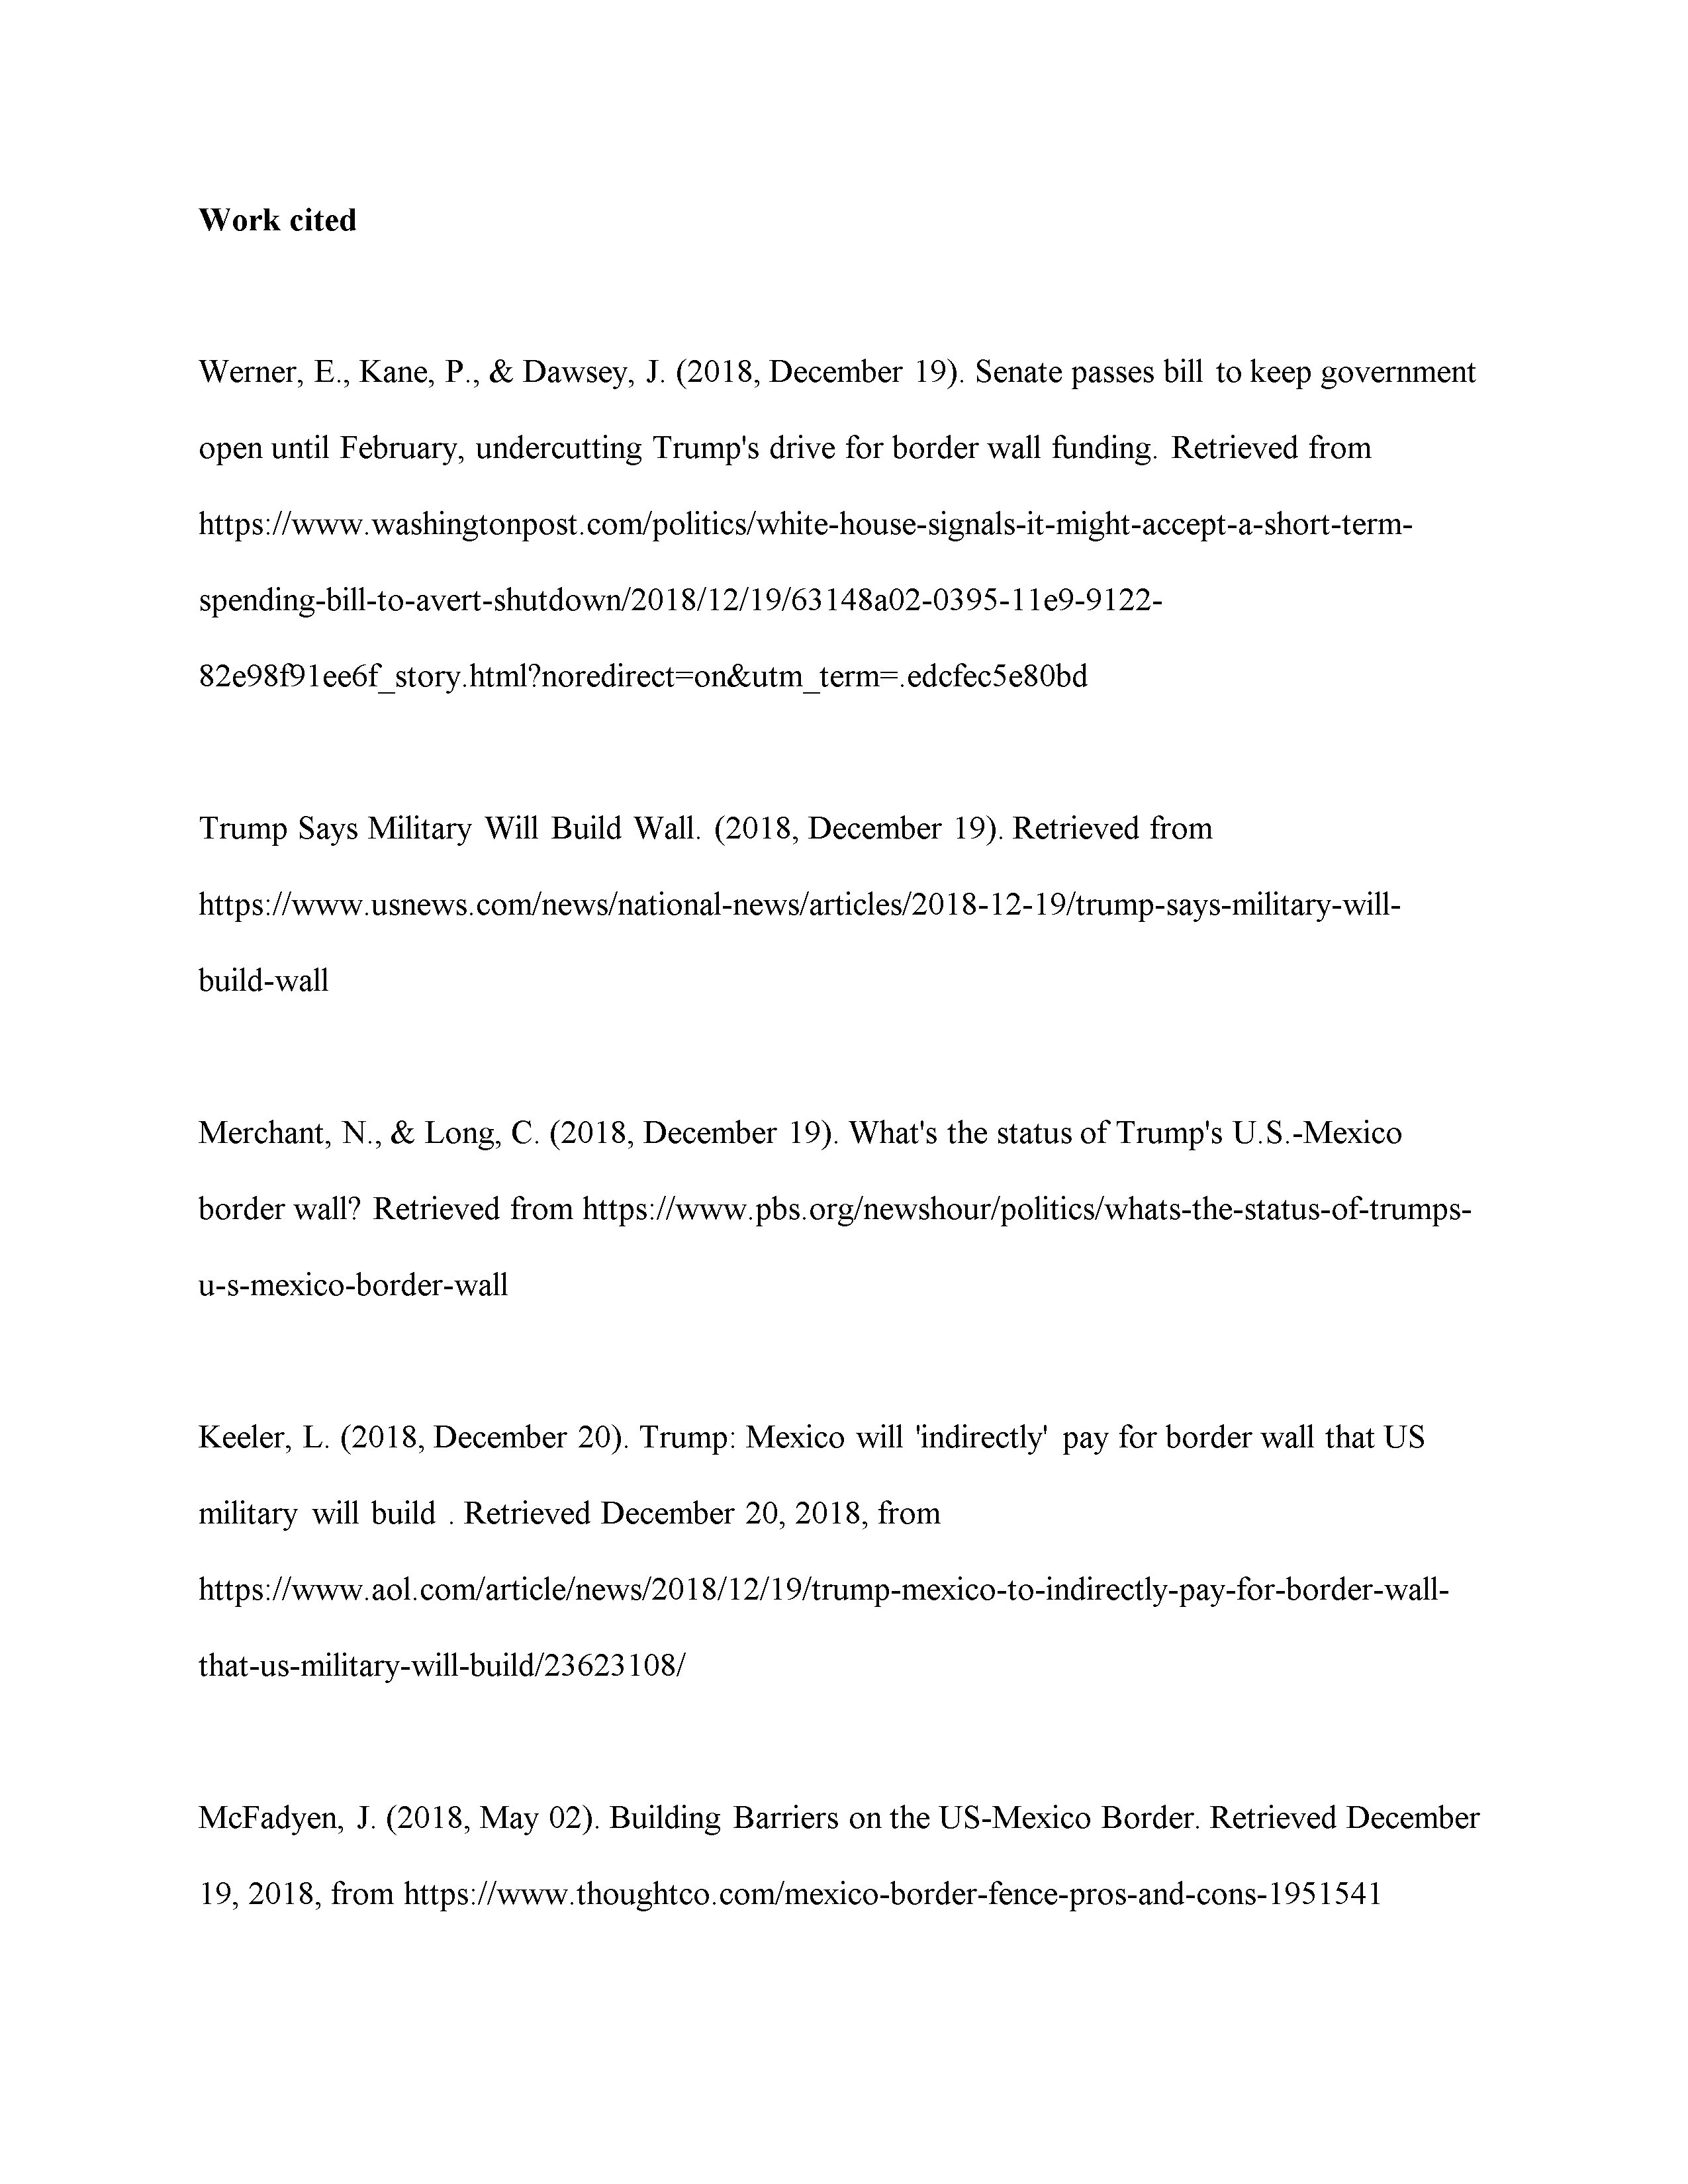 Work cited
Werner, E., Kane, P., & Dawsey, J. (2018, December 19). Senate passes bill to keep government
open until February, undercutting Trump's drive for border wall funding. Retrieved from
https://www.washingtonpost.com/politics/white-house-signals-it-might-accept-a-short-term-
spending-bill-to-avert-shutdown/2018/12/19/63148a02-0395-11e9-9122-
82e98f91ee6f_story.html?noredirect=on&utm_term=.edcfec5e80bd
Trump Says Military Will Build Wall. (2018, December 19). Retrieved from
https://www.usnews.com/news/national-news/articles/2018-12-19/trump-says-military-will-
build-wall
Merchant, N., & Long, C. (2018, December 19). What's the status of Trump's U.S.-Mexico
border wall? Retrieved from https://www.pbs.org/newshour/politics/whats-the-status-of-trumps-
u-s-mexico-border-wall
Keeler, L. (2018, December 20). Trump: Mexico will 'indirectly' pay for border wall that US
military will build . Retrieved December 20, 2018, from
https://www.aol.com/article/news/2018/12/19/trump-mexico-to-indirectly-pay-for-border-wall-
that-us-military-will-build/23623108/
McFadyen, J. (2018, May 02). Building Barriers on the US-Mexico Border. Retrieved December
19, 2018, from https://www.thoughtco.com/mexico-border-fence-pros-and-cons-1951541